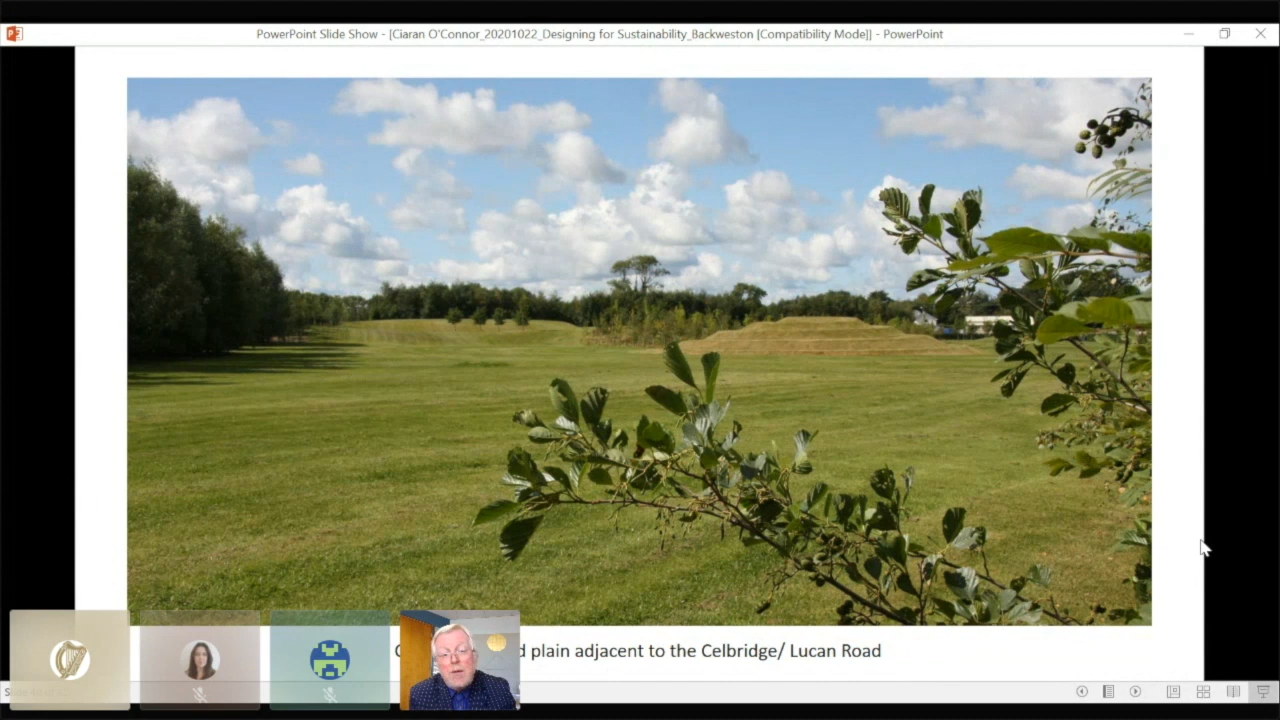 PowerPoint Slide Show - [Ciaran O'Connor_20201022_Designing for Sustainability_Backweston [Compatibility Mode]] - PowerPoint
plain adjacent to the Celbridge/ Lucan Road